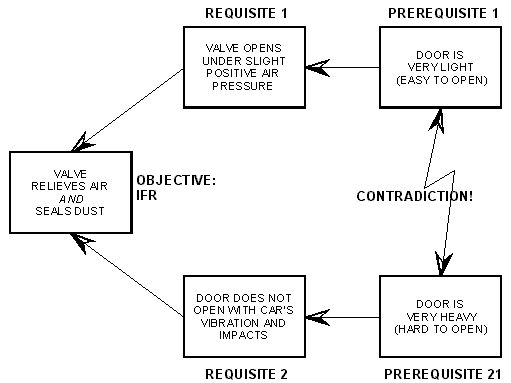 REQUISITE 1
VALVE OPENS
UNDER SLIGHT
POSITIVE AIR
PRESSURE
PREREQUISITE 1
DOOR IS
VERY LIGHT
(EASY TO OPEN)
VALVE
RELIEVES AIR
AND
SEALS DUST
OBJECTIVE:
IFR
CONTRADICTION!
DOOR DOES NOT
OPEN WITH CAR'S
VIBRATION AND
IMPACTS
REQUISITE 2
DOOR IS
VERY HEAVY
(HARD TO OPEN)
PREREQUISITE 21